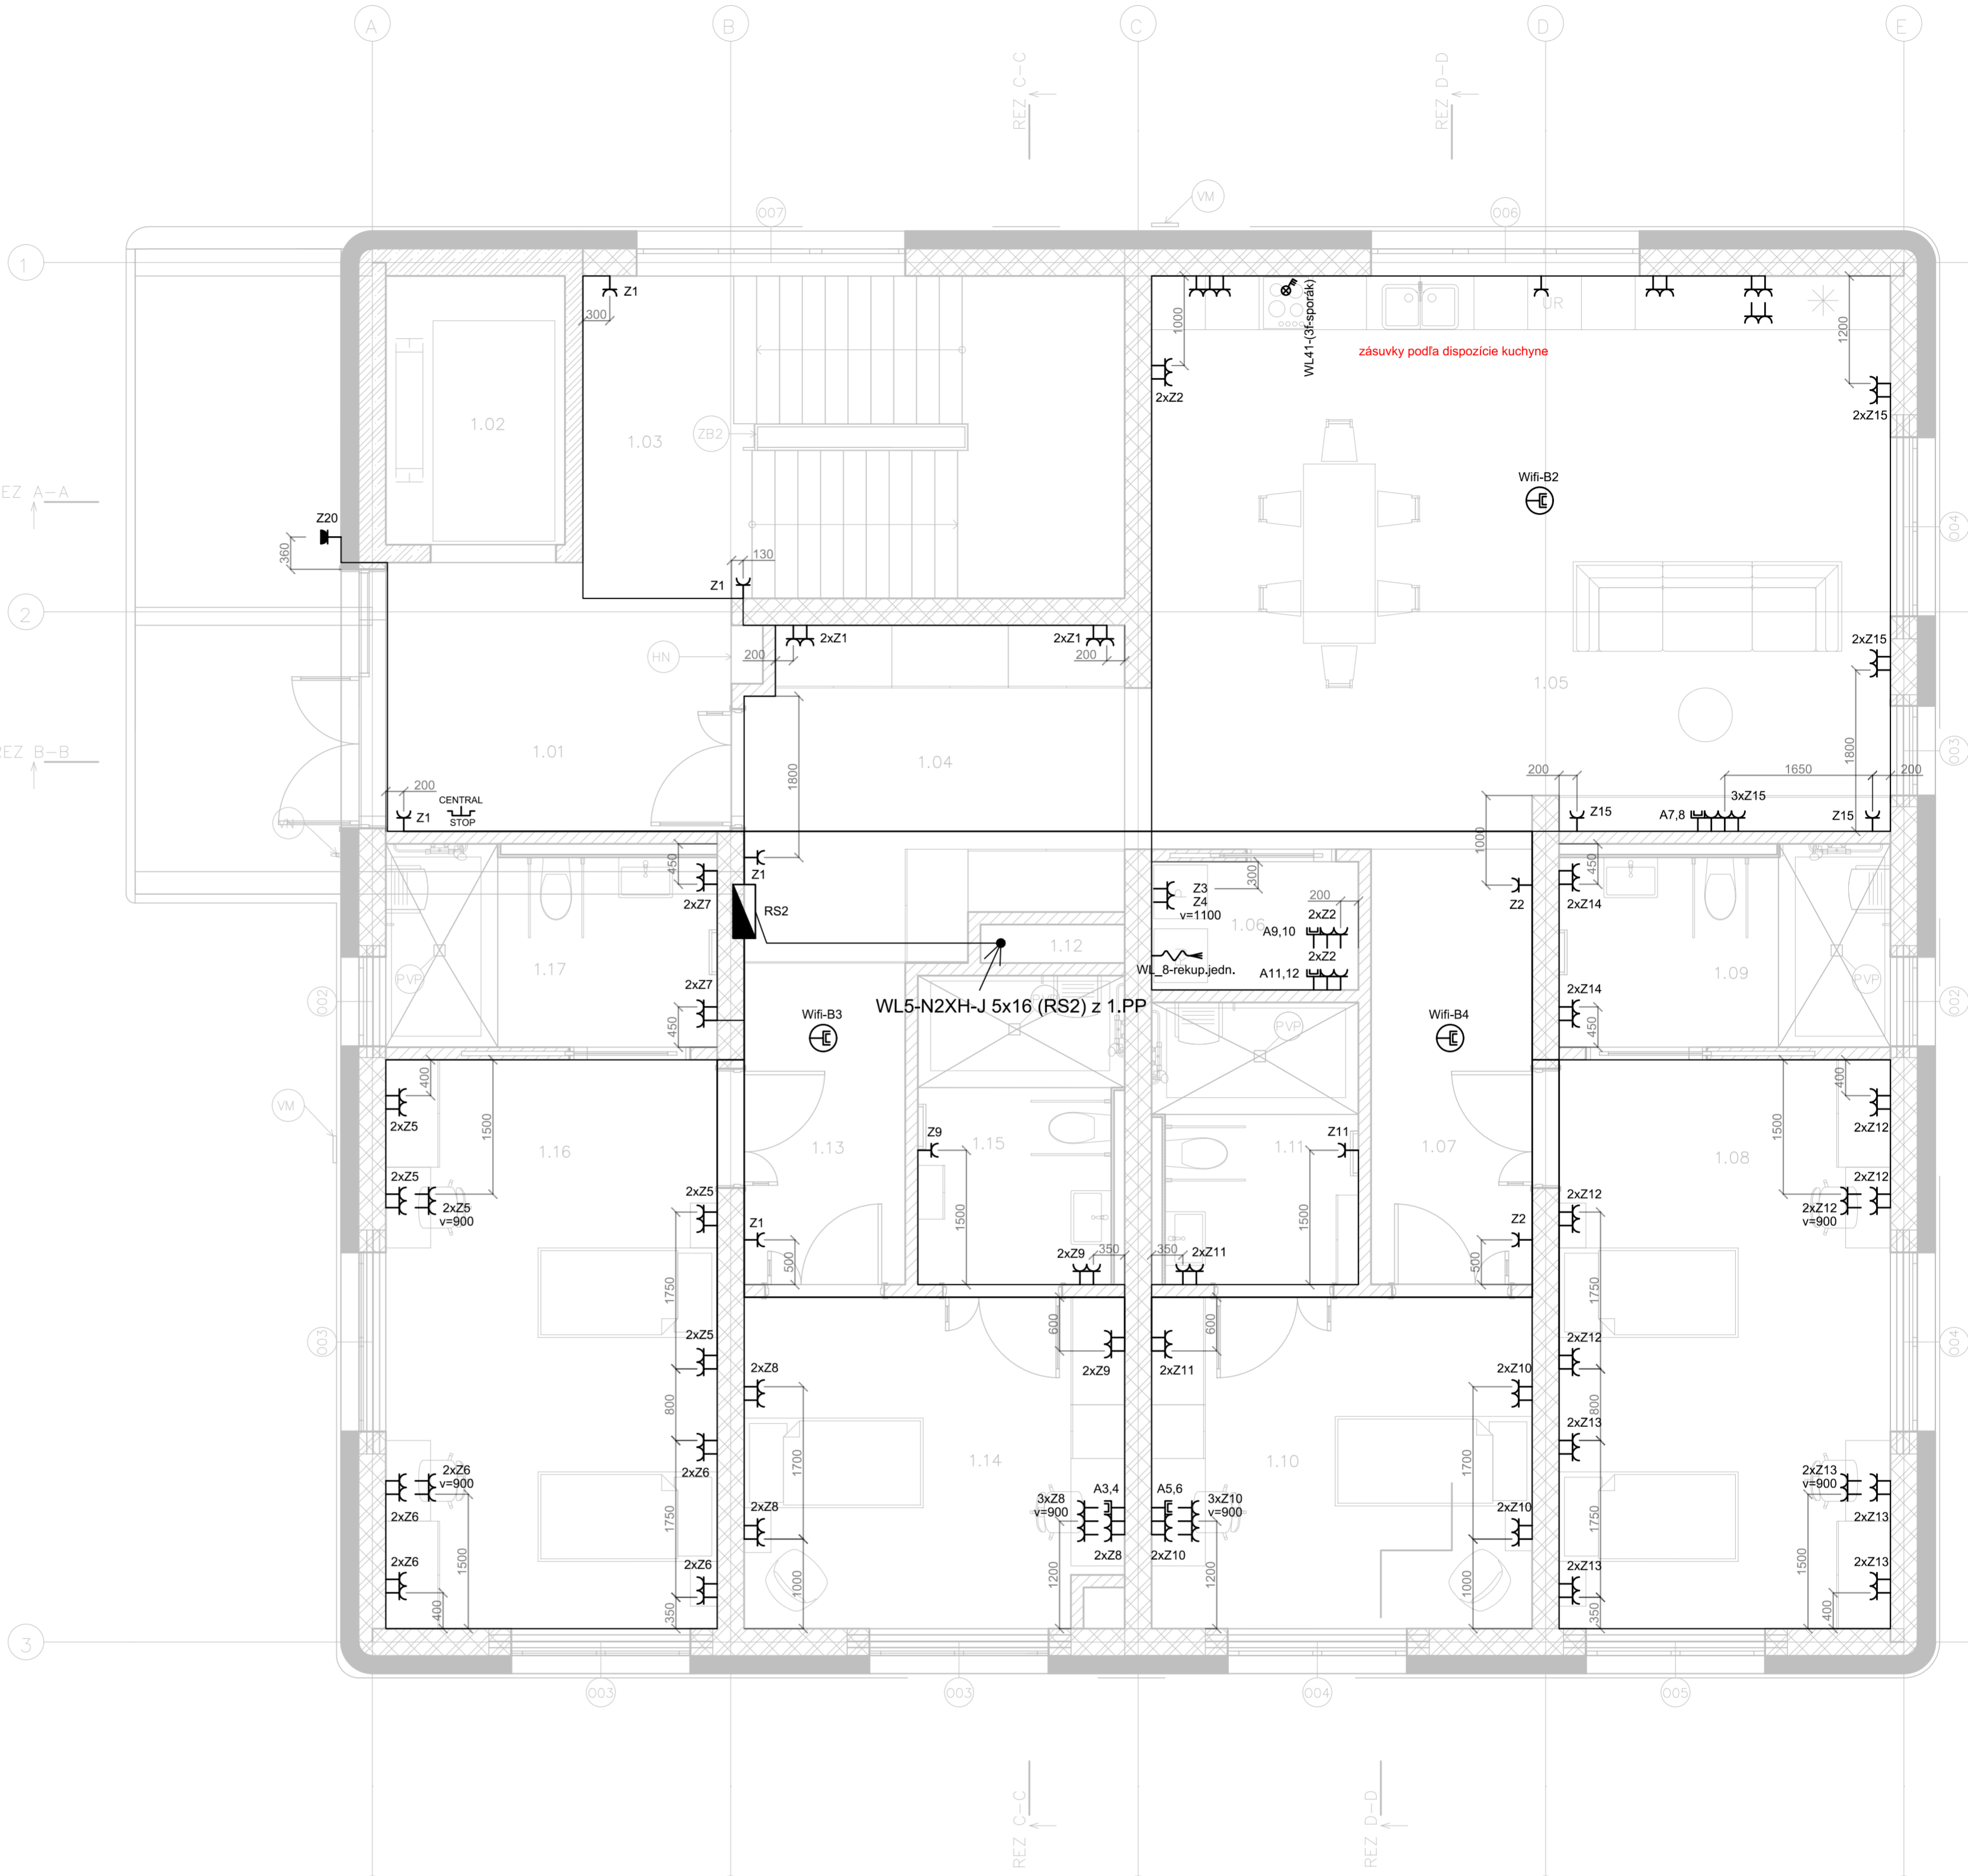 A
B
C
D
E
REZ C-C
REZ D-D
VM
007
006
1
Z1
300
1000
WL41-(3f-sporák)
UR
1200
zásuvky podľa dispozície kuchyne
2xZ2
2xZ15
1.02
1.03
ZB2
Wifi-B2
EZ A-A
Z20
360
004
130
Z1
2
2xZ1
2xZ1
200
200
HN
2xZ15
1.05
1.01
1.04
1800
1800
003
REZ B-B
200
CENTRAL
STOP
Z1
200
1650
200
3xZ15
Z15
A7,8
Z15
1000
450
Z1
2xZ7
RS2
300
Z3
Z4
v=1100
200
2xZ2
1.06
A9,10
2xZ2
A11,12
WL_8-rekup.jedn.
Z2
450
2xZ14
1.12
1.17
1.09
PVP
PVP
2xZ7
2xZ14
002
002
WL5-N2XH-J 5x16 (RS2) z 1.PP
Wifi-B3
Wifi-B4
PVP
450
450
400
400
VM
2xZ5
1500
1500
2xZ12
1.16
1.13
Z9
1.15
1.11
Z11
1.07
1.08
2xZ5
2xZ5
v=900
2xZ5
2xZ12
2xZ12
2xZ12
v=900
Z1
1500
1500
Z2
500
2xZ9
350
350
2xZ11
500
1750
1750
003
004
2xZ5
600
600
2xZ12
2xZ8
2xZ9
2xZ11
2xZ10
800
800
2xZ6
v=900
2xZ6
1700
1.14
1.10
1700
2xZ13
2xZ13
v=900
2xZ6
2xZ8
3xZ8
v=900
A3,4
A5,6
3xZ10
v=900
2xZ10
2xZ13
1750
1750
2xZ6
2xZ6
2xZ8
2xZ10
2xZ13
2xZ13
1500
1500
400
350
1000
1200
1200
1000
350
400
3
003
003
004
005
REZ C-C
REZ D-D